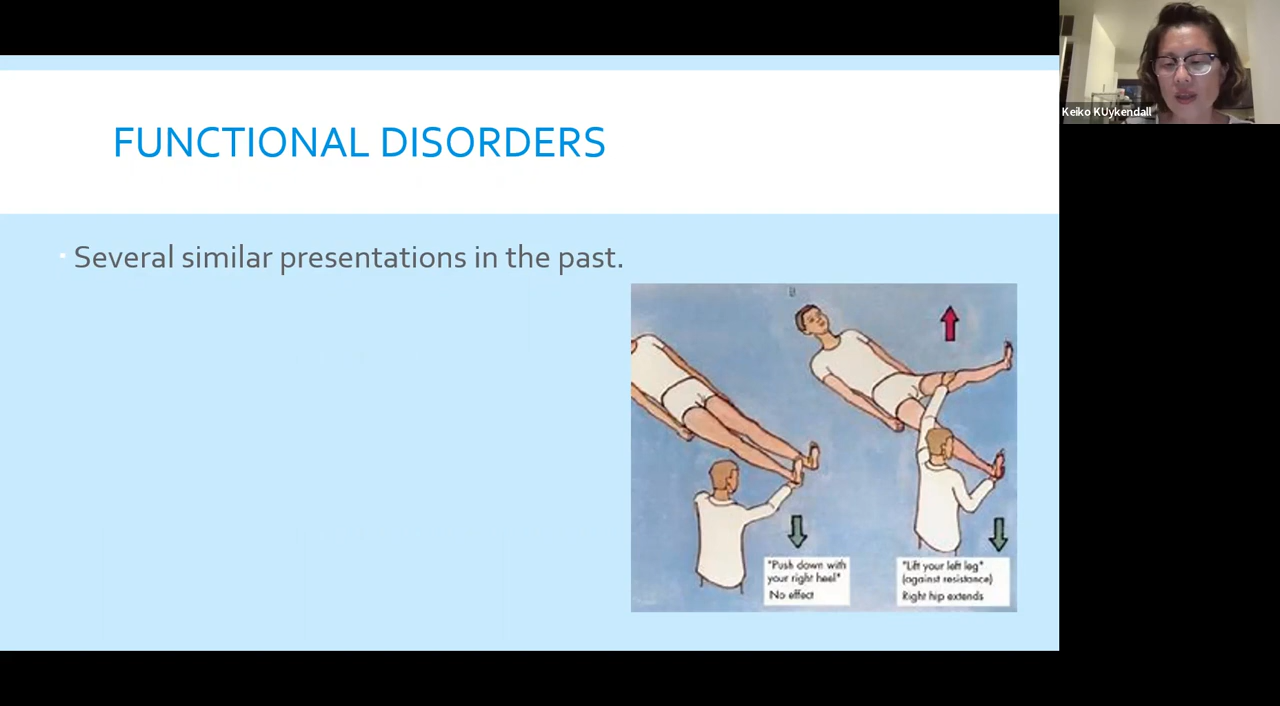 FUNCTIONAL DISORDERS
Several similar presentations in the past.
B
"Push down with
your right heel"
No effect
"Lift your left leg"
(against resistance)
Right hip extends
Keiko KUykendall